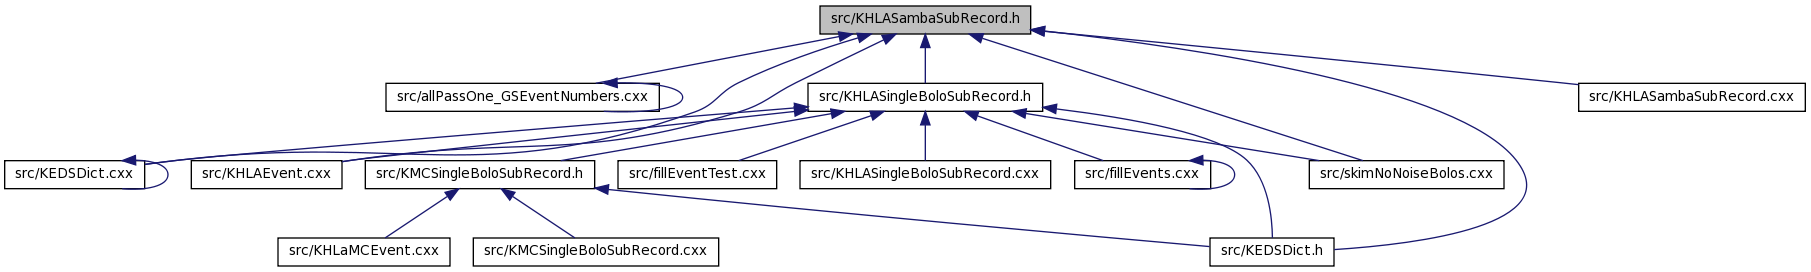 src/KHLASambaSubRecord.h
src/allPassOne_GSEventNumbers.cxx
src/KHLASingleBoloSubRecord.h
src/KHLASambaSubRecord.cxx
src/KEDSDict.cxx
src/KHLAEvent.cxx
src/KMCSingleBoloSubRecord.h
src/fillEventTest.cxx
src/KHLASingleBoloSubRecord.cxx
src/fillEvents.cxx
src/skimNoNoiseBolos.cxx
src/KHLaMCEvent.cxx
src/KMCSingleBoloSubRecord.cxx
src/KEDSDict.h